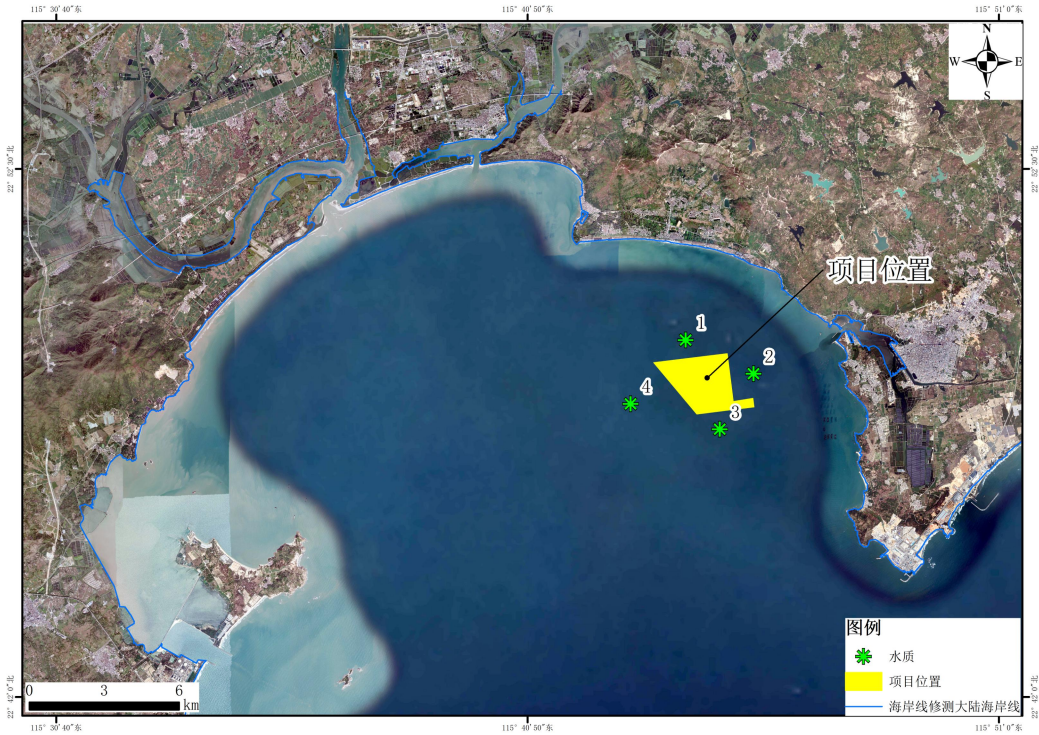 115°30′40″东
115°40′50″东
115°51′0″东
N
W
E
S
22°52′30″北
22°52′30″北
项目位置
1
2
4
3
图例
水质
项目位置
海岸线修测大陆海岸线
0
3
6
km
22°42′0″北
22°42′0″北
115°30′40″东
115°40′50″东
115°51′0″东